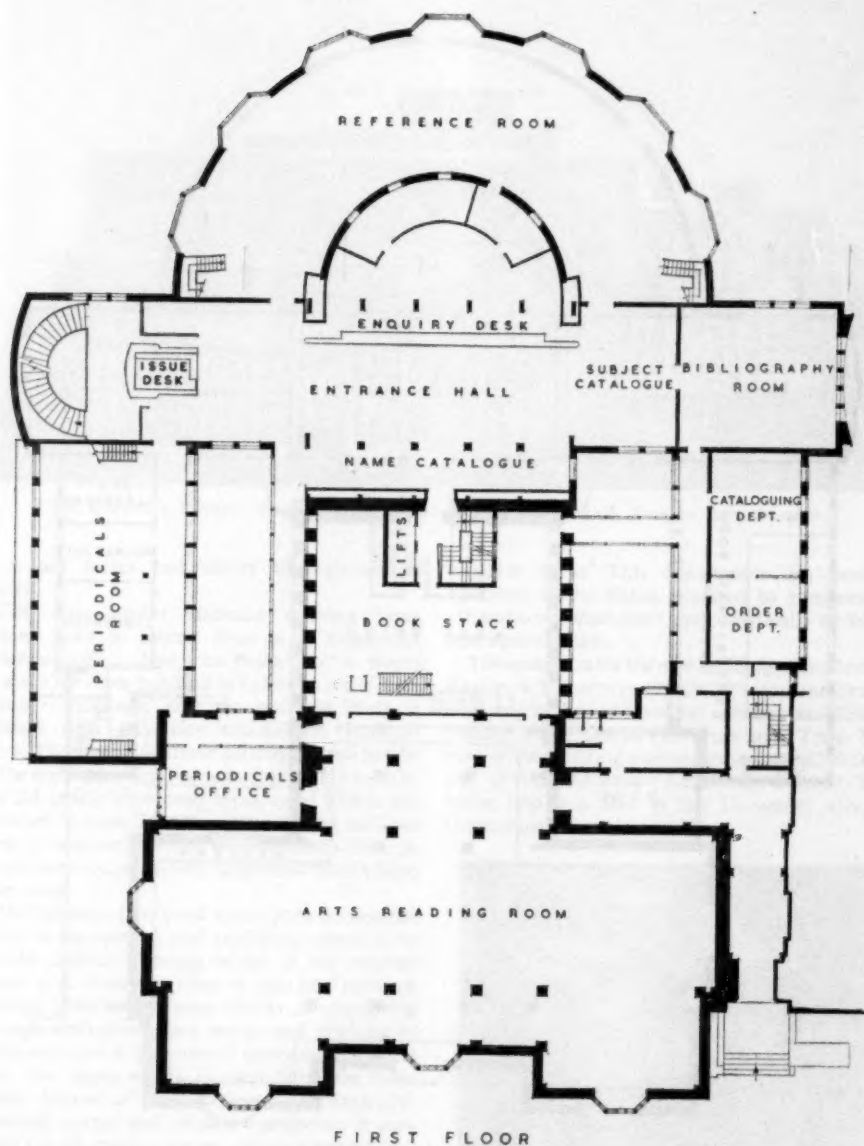 REFERENCE ROOM
ENQUIRY DESK
ISSUE
DESK
SUBJECT
CATALOGUE
BIBLIOGRAPHY
ROOM
ENTRANCE HALL
NAME CATALOGUE
PERIODICALS
ROOM
LIFTS
CATALOGUING
DEPT.
BOOK STACK
ORDER
DEPT.
PERIODICALS
OFFICE
ARTS READING ROOM
FIRST FLOOR